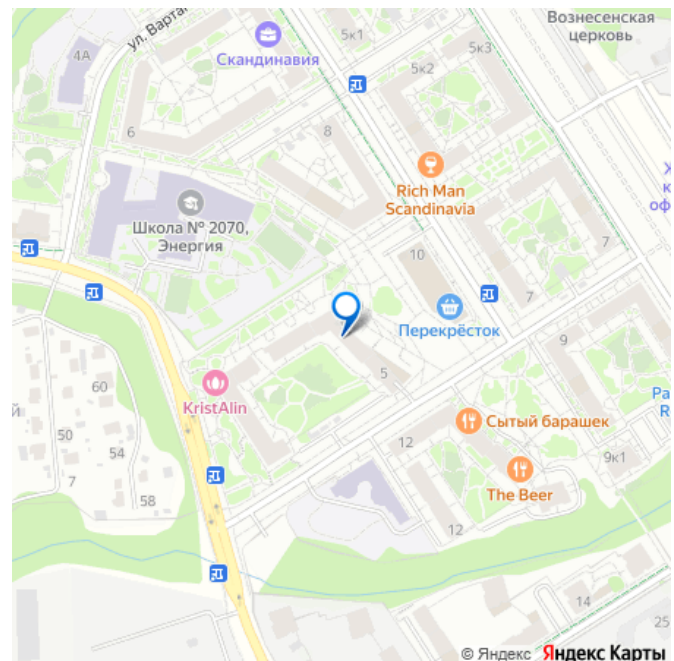 Вознесенская
церковь
ул. Варта
4А
Скандинавия
5к1
5к2
5к3
6
8
Rich Man
Scandinavia
Х
к
оф
Школа № 2070,
Энергия
10
7
7
Перекрёсток
9
5
KristAlin
60
й
50
54
7
58
Ра
R
12
Сытый барашек
9к1
The Beer
12
14
25
© Яндекс Яндекс Карты